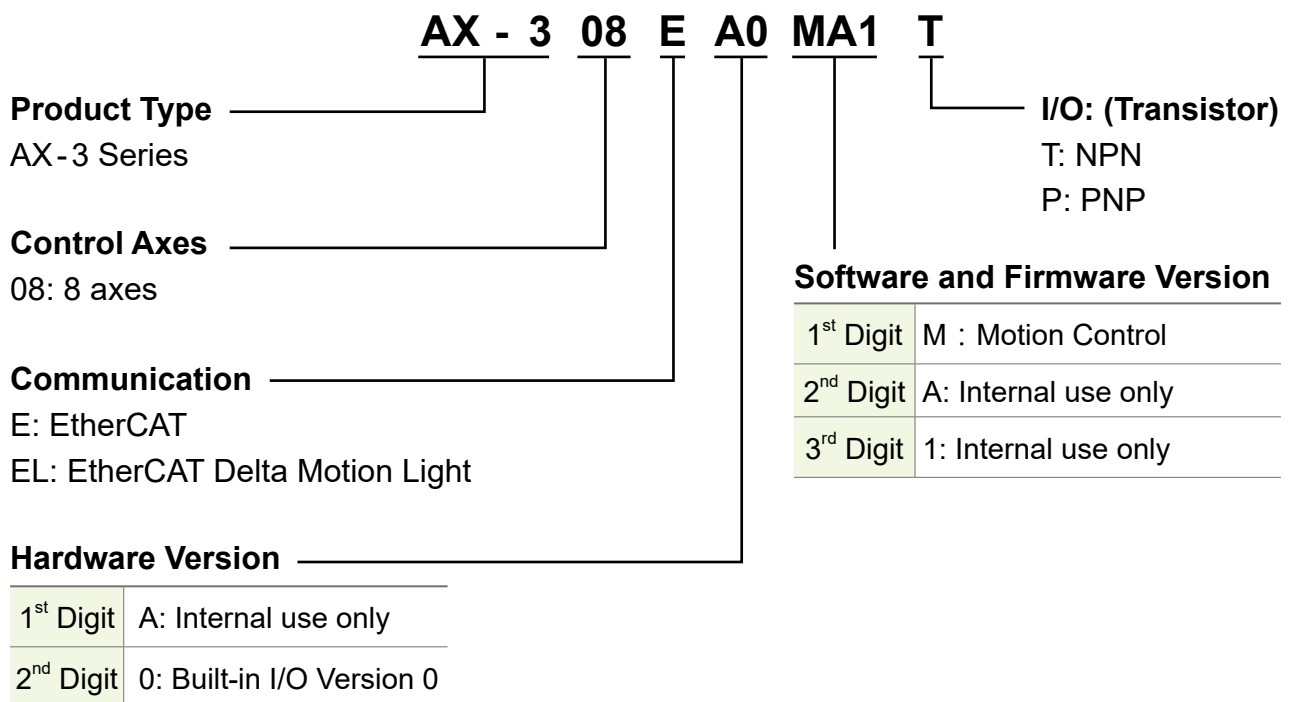 AX - 3 08 E A0 MA1 T
Product Type
AX-3 Series
Control Axes
08: 8 axes
Communication
E: EtherCAT
EL: EtherCAT Delta Motion Light
Hardware Version
1st Digit A: Internal use only
2nd Digit 0: Built-in I/O Version 0
I/O: (Transistor)
T: NPN
P: PNP
Software and Firmware Version
1st Digit M : Motion Control
2nd Digit A: Internal use only
3rd Digit 1: Internal use only